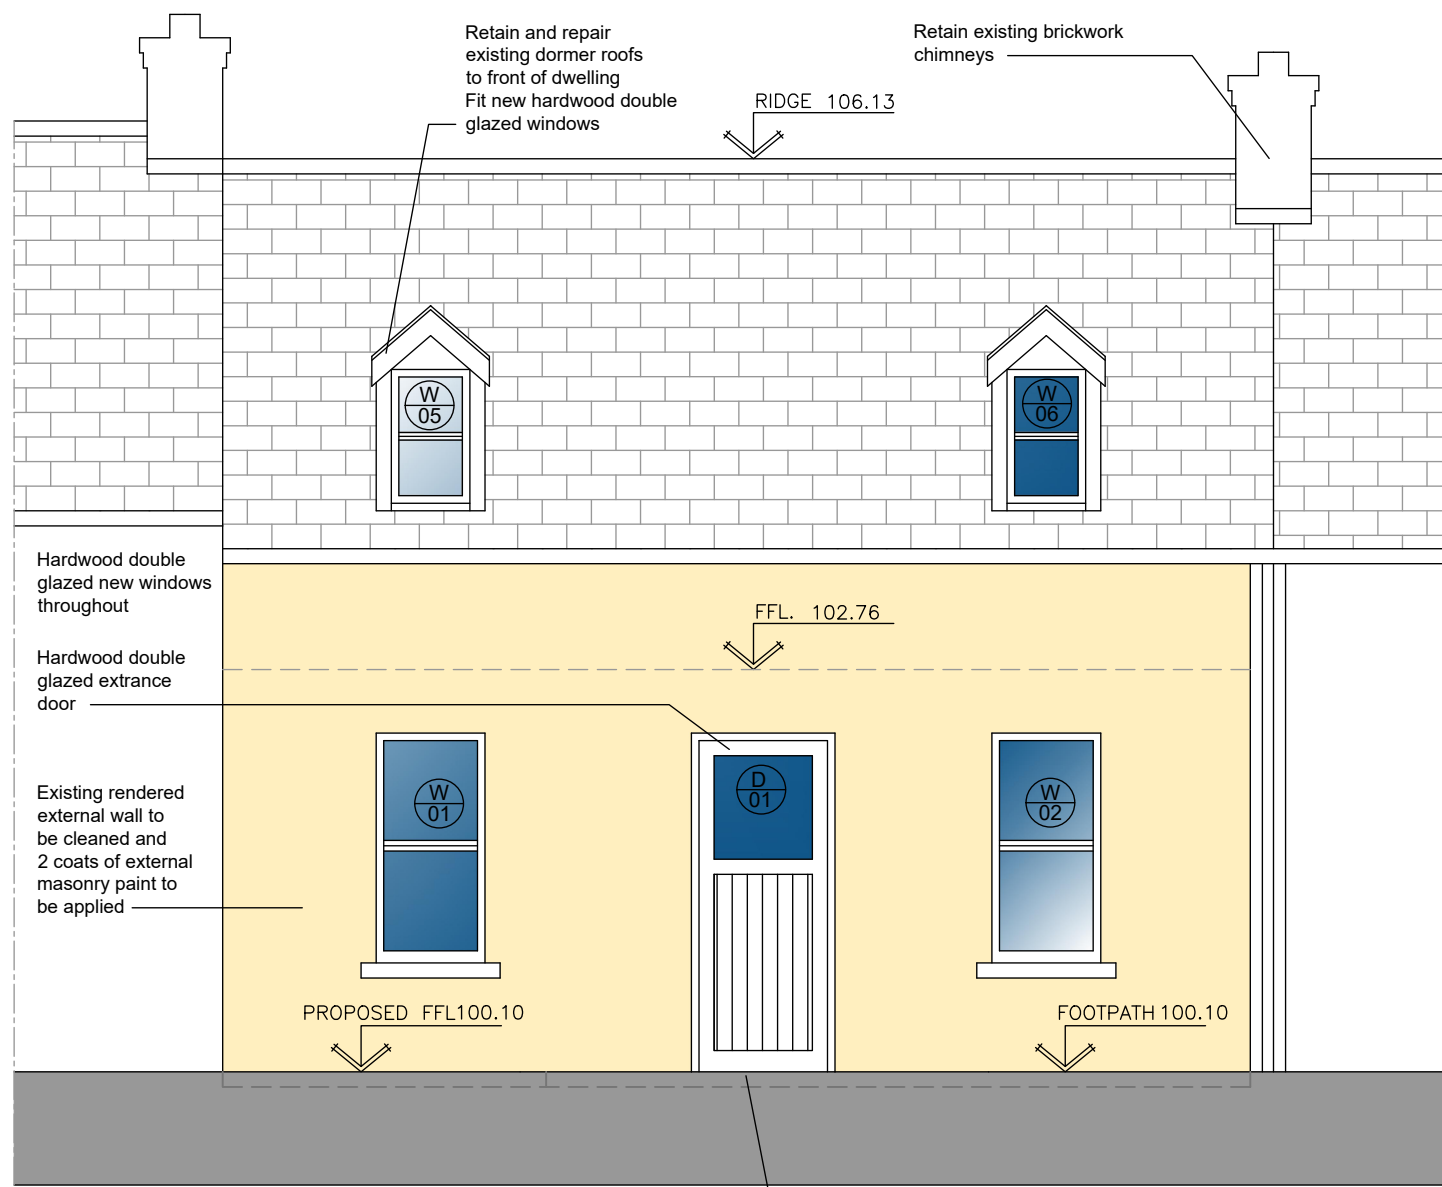 Retain and repair
existing dormer roofs
to front of dwelling
Fit new hardwood double
glazed windows
Retain existing brickwork
chimneys
RIDGE 106.13
W
05
W
06
Hardwood double
glazed new windows
throughout
FFL. 102.76
Hardwood double
glazed extrance
door
W
01
D
01
W
02
Existing rendered
external wall to
be cleaned and
2 coats of external
masonry paint to
be applied
PROPOSED FFL100.10
FOOTPATH 100.10